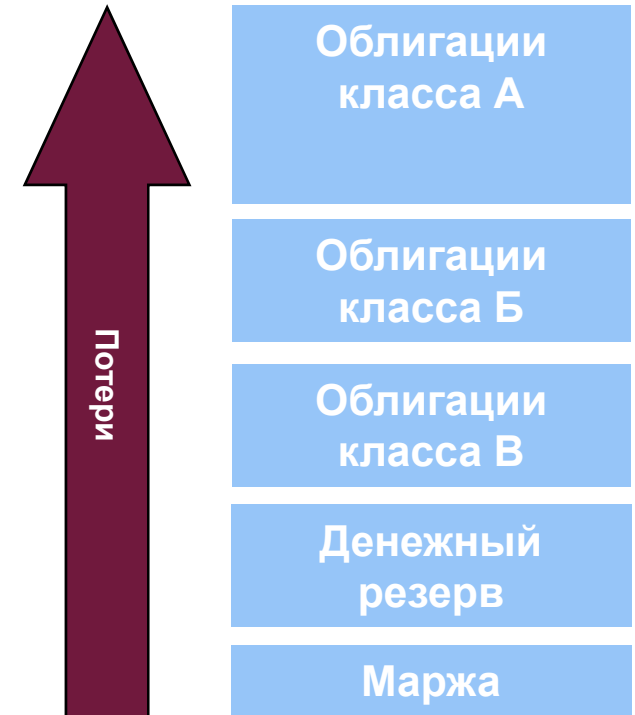 Облигации
класса А
Облигации
класса Б
Облигации
класса В
Денежный
резерв
Маржа
Потери